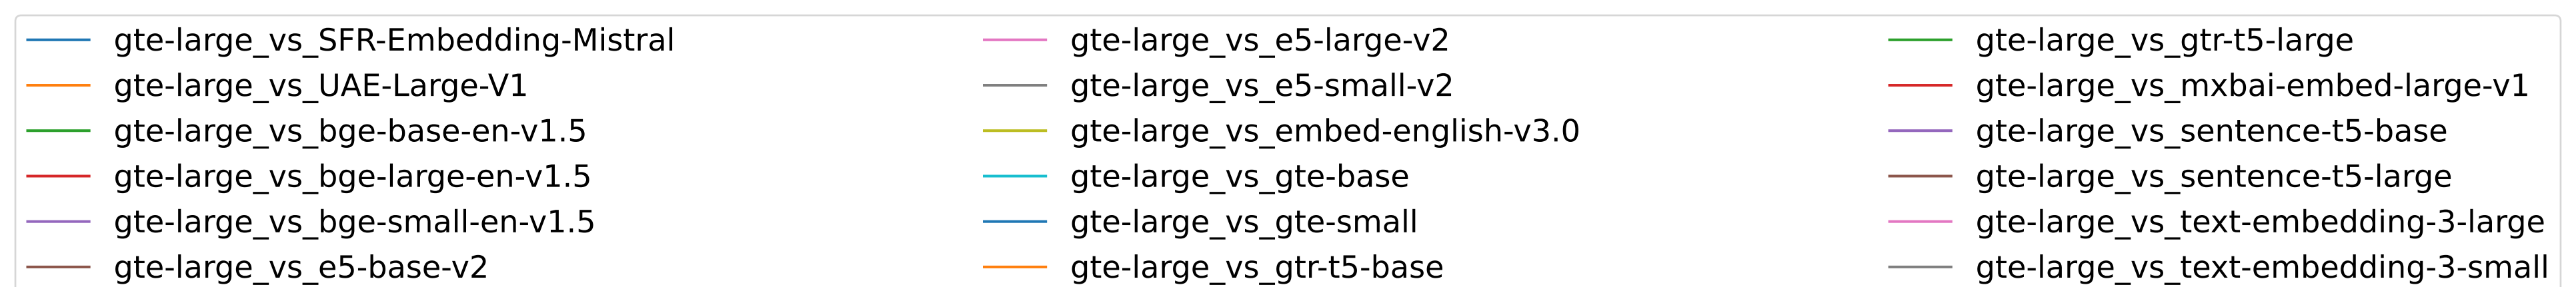 gte-large_vs_SFR-Embedding-Mistral
gte-large_vs_UAE-Large-V1
gte-large_vs_bge-base-en-v1.5
gte-large_vs_bge-large-en-v1.5
gte-large_vs_bge-small-en-v1.5
gte-large_vs_e5-base-v2
gte-large_vs_e5-large-v2
gte-large_vs_e5-small-v2
gte-large_vs_embed-english-v3.0
gte-large_vs_gte-base
gte-large_vs_gte-small
gte-large_vs_gtr-t5-base
gte-large_vs_gtr-t5-large
gte-large_vs_mxbai-embed-large-v1
gte-large_vs_sentence-t5-base
gte-large_vs_sentence-t5-large
gte-large_vs_text-embedding-3-large
gte-large_vs_text-embedding-3-small